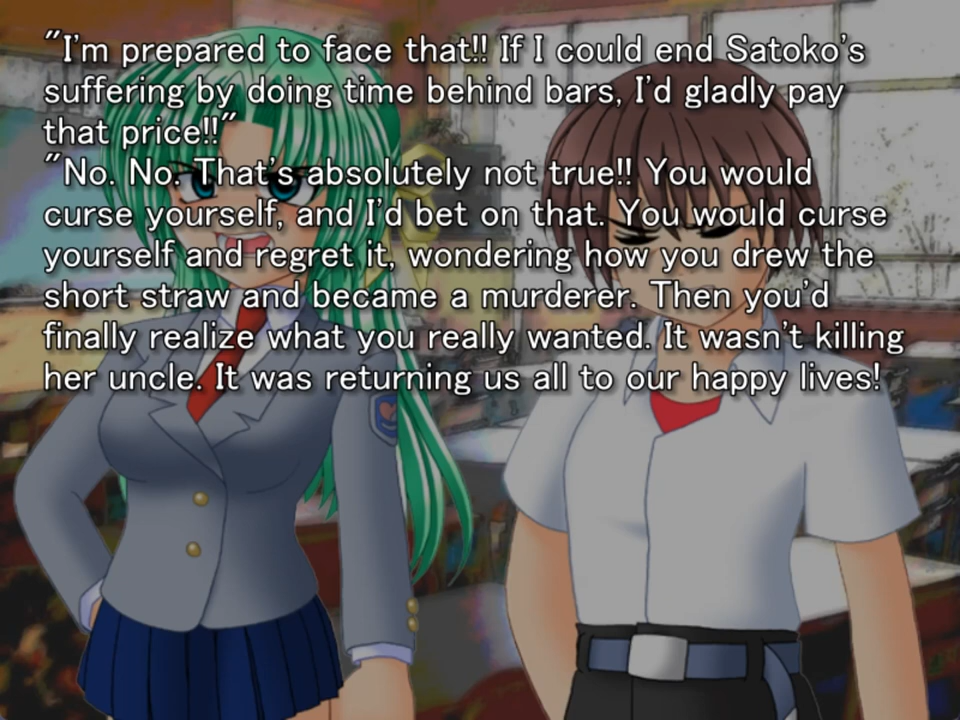 "I'm prepared to face that!! If I could end Satoko's
suffering by doing time behind bars, I'd gladly pay
that price!!"
"No. No. That's absolutely not true!! You would
curse yourself, and I'd bet on that. You would curse
yourself and regret it, wondering how you drew the
short straw and became a murderer. Then you'd
finally realize what you really wanted. It wasn't killing
her uncle. It was returning us all to our happy lives!